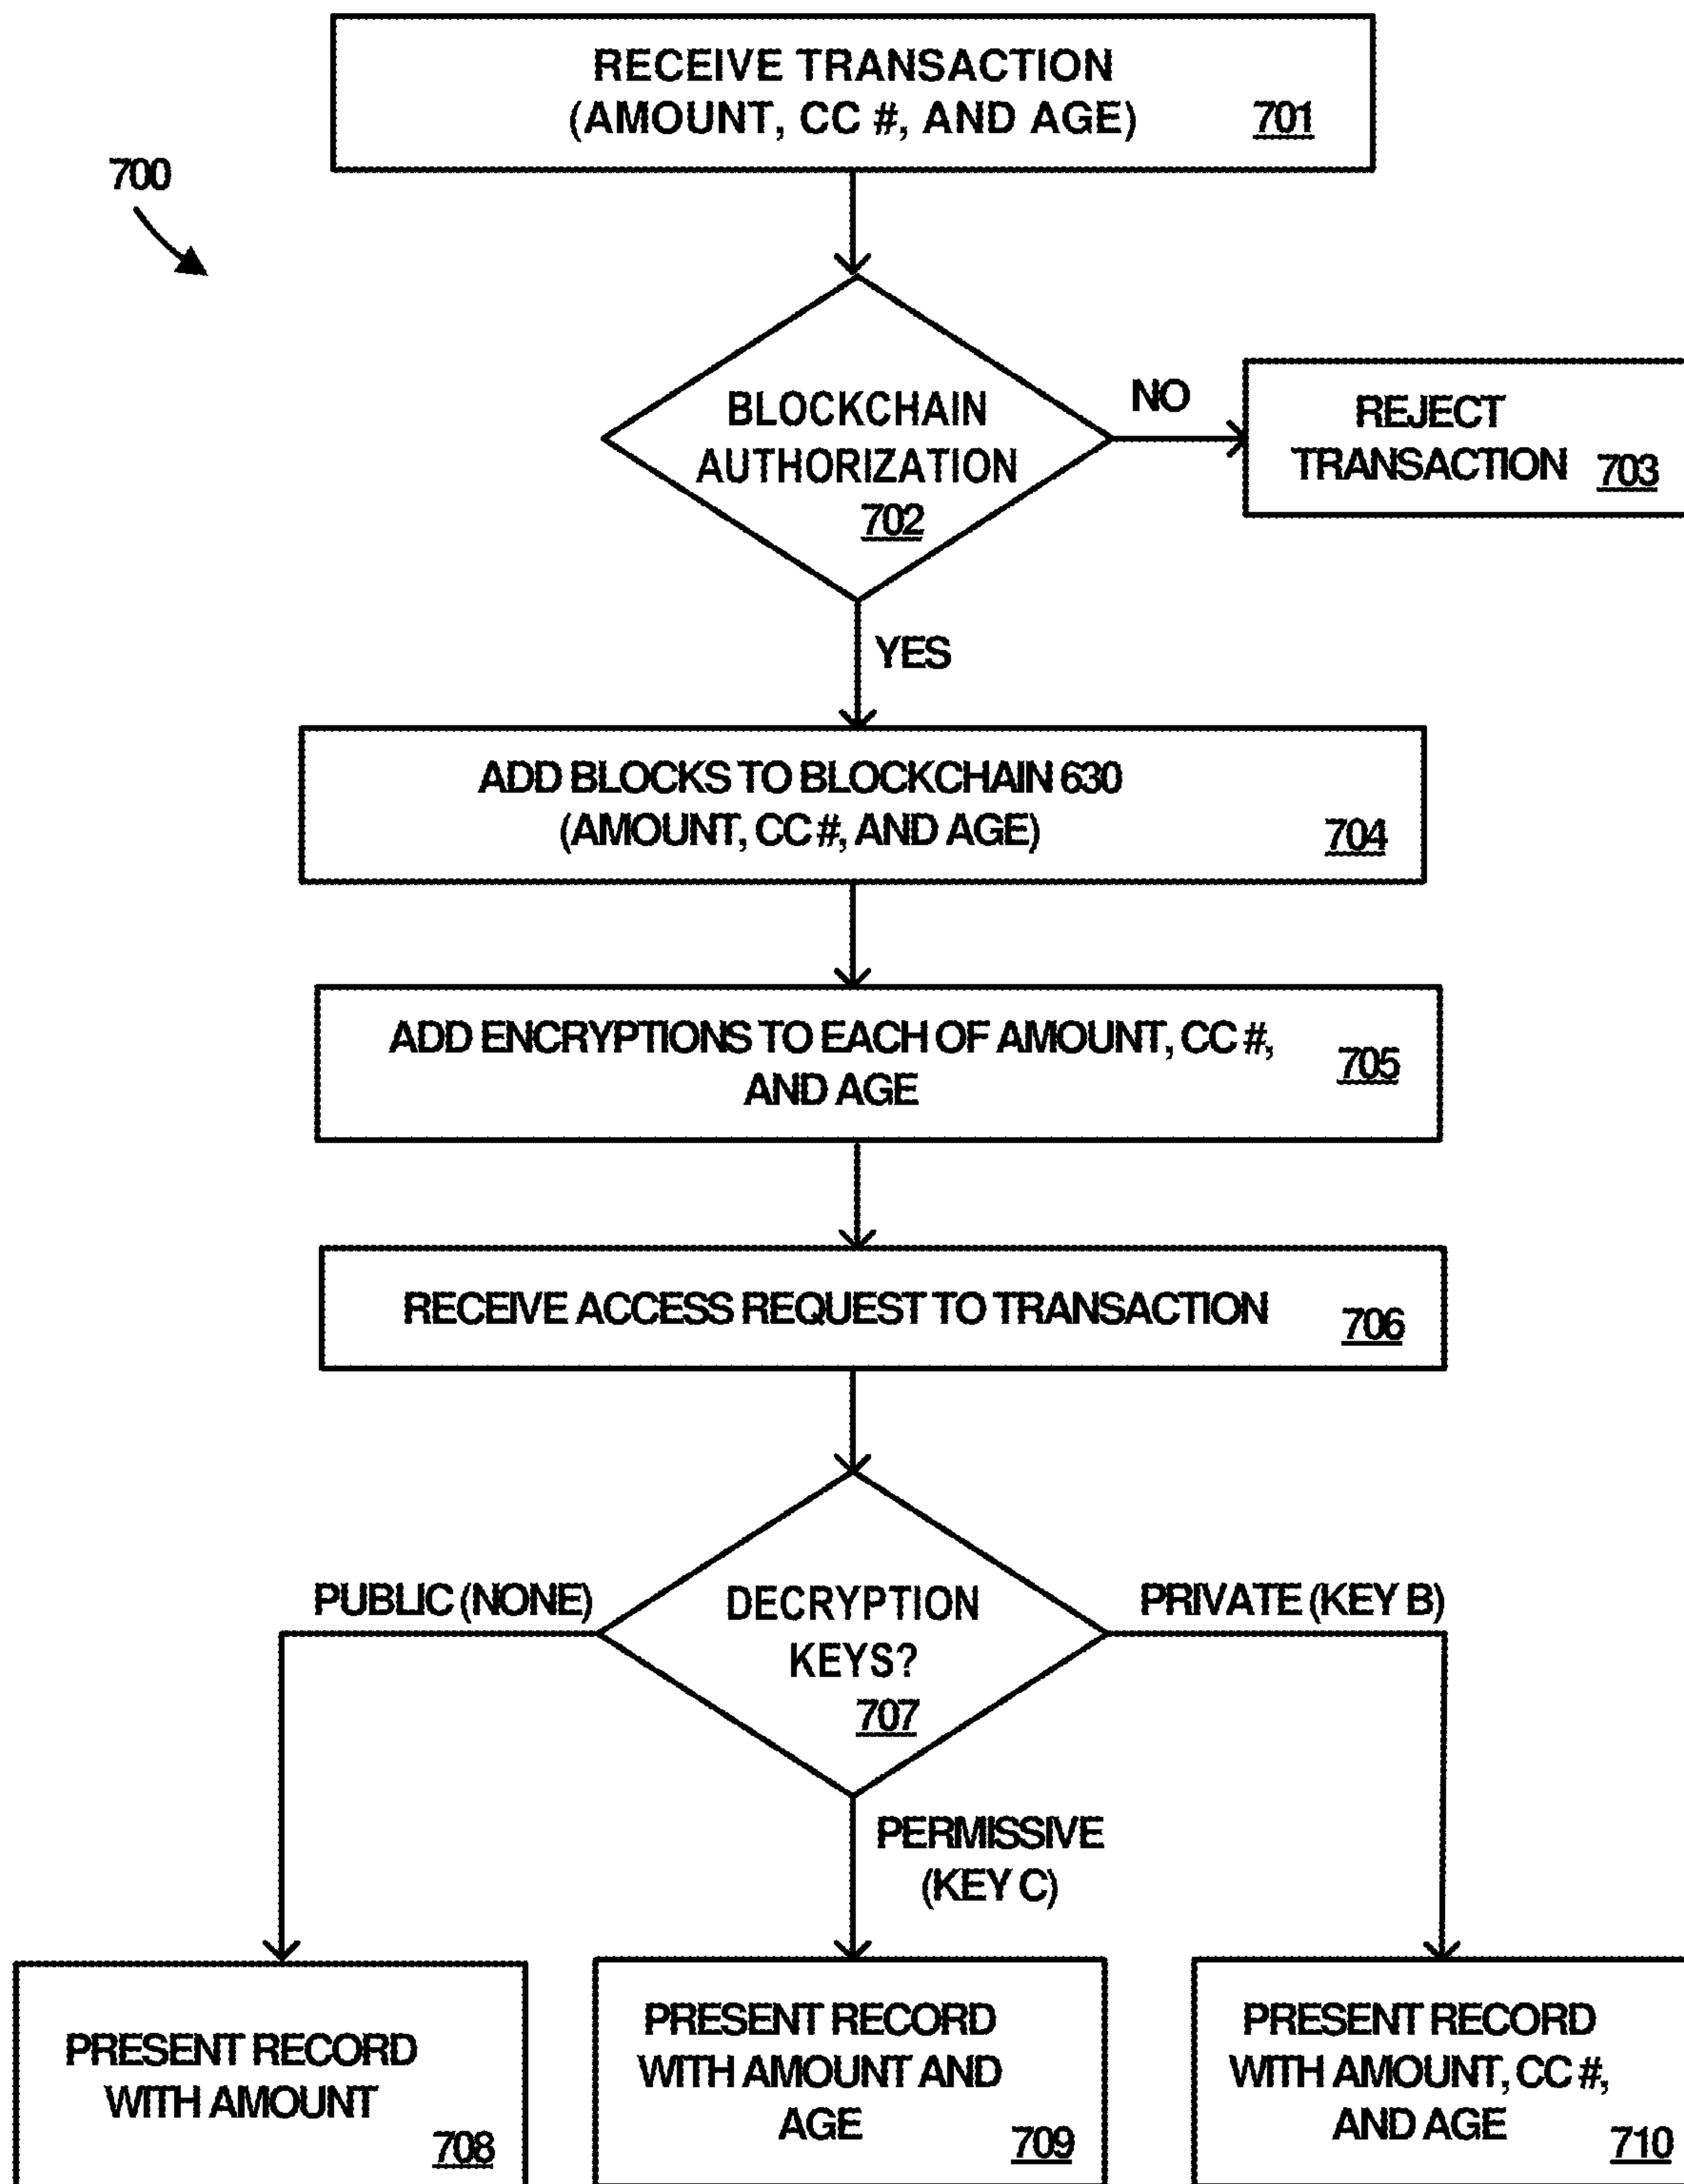 RECEIVE TRANSACTION
(AMOUNT, CC #, AND AGE) 701
700
BLOCKCHAIN
AUTHORIZATION
702
NO
REJECT
TRANSACTION 703
YES
ADD BLOCKS TO BLOCKCHAIN 630
(AMOUNT, CC #, AND AGE) 704
ADD ENCRYPTIONS TO EACH OF AMOUNT, CC #,
AND AGE 705
RECEIVE ACCESS REQUEST TO TRANSACTION 706
PUBLIC (NONE)
DECRYPTION
KEYS?
707
PRIVATE (KEY B)
PERMISSIVE
(KEY C)
PRESENT RECORD
WITH AMOUNT
708
PRESENT RECORD
WITH AMOUNT AND
AGE 709
PRESENT RECORD
WITH AMOUNT, CC #,
AND AGE 710